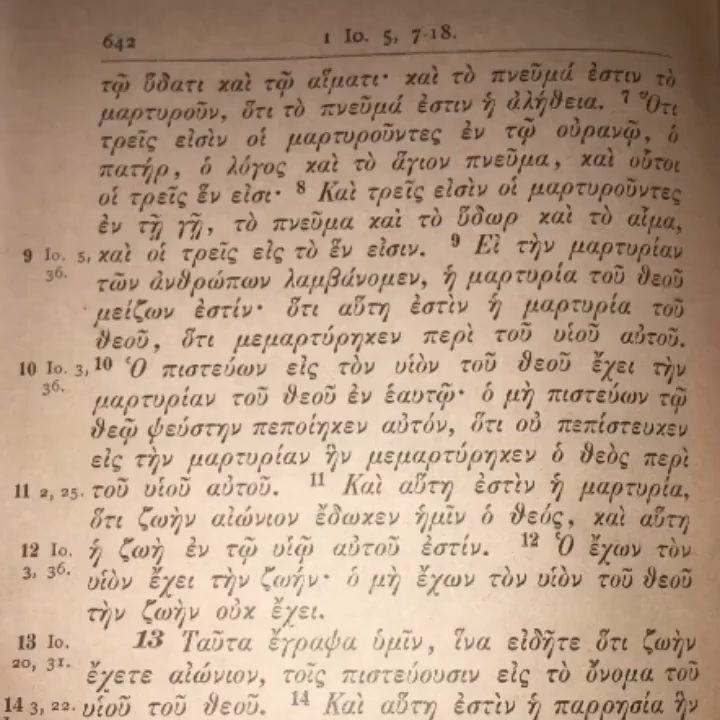 642 1 Io. 5, 7-18.
τῷ ὕδατι καὶ τῷ αἵματι· καὶ τὸ πνεῦμά ἐστιν τὸ
μαρτυροῦν, ὅτι τὸ πνεῦμά ἐστιν ἡ ἀλήθεια. 7 Ὅτι
τρεῖς εἰσὶν οἱ μαρτυροῦντες ἐν τῷ οὐρανῷ, ὁ
πατήρ, ὁ λόγος καὶ τὸ ἅγιον πνεῦμα, καὶ οὗτοι
οἱ τρεῖς ἕν εἰσι· 8 Καὶ τρεῖς εἰσὶν οἱ μαρτυροῦντες
ἐν τῇ γῇ, τὸ πνεῦμα καὶ τὸ ὕδωρ καὶ τὸ αἷμα,
9 Io. 5, καὶ οἱ τρεῖς εἰς τὸ ἕν εἰσιν. 9 Εἰ τὴν μαρτυρίαν
36. τῶν ἀνθρώπων λαμβάνομεν, ἡ μαρτυρία τοῦ θεοῦ
μείζων ἐστίν· ὅτι αὕτη ἐστὶν ἡ μαρτυρία τοῦ
θεοῦ, ὅτι μεμαρτύρηκεν περὶ τοῦ υἱοῦ αὐτοῦ.
10 Io. 3, 10 Ὁ πιστεύων εἰς τὸν υἱὸν τοῦ θεοῦ ἔχει τὴν
36. μαρτυρίαν τοῦ θεοῦ ἐν ἑαυτῷ· ὁ μὴ πιστεύων τῷ
θεῷ ψεύστην πεποίηκεν αὐτόν, ὅτι οὐ πεπίστευκεν
εἰς τὴν μαρτυρίαν ἣν μεμαρτύρηκεν ὁ θεὸς περὶ
11 2, 25. τοῦ υἱοῦ αὐτοῦ. 11 Καὶ αὕτη ἐστὶν ἡ μαρτυρία,
ὅτι ζωὴν αἰώνιον ἔδωκεν ἡμῖν ὁ θεός, καὶ αὕτη
12 Io. ἡ ζωὴ ἐν τῷ υἱῷ αὐτοῦ ἐστίν. 12 Ὁ ἔχων τὸν
3, 36. υἱὸν ἔχει τὴν ζωήν· ὁ μὴ ἔχων τὸν υἱὸν τοῦ θεοῦ
τὴν ζωὴν οὐκ ἔχει.
13 Io. 13 Ταῦτα ἔγραψα ὑμῖν, ἵνα εἰδῆτε ὅτι ζωὴν
20, 31. ἔχετε αἰώνιον, τοῖς πιστεύουσιν εἰς τὸ ὄνομα τοῦ
14 3, 22. υἱοῦ τοῦ θεοῦ. 14 Καὶ αὕτη ἐστὶν ἡ παρρησία ἣν